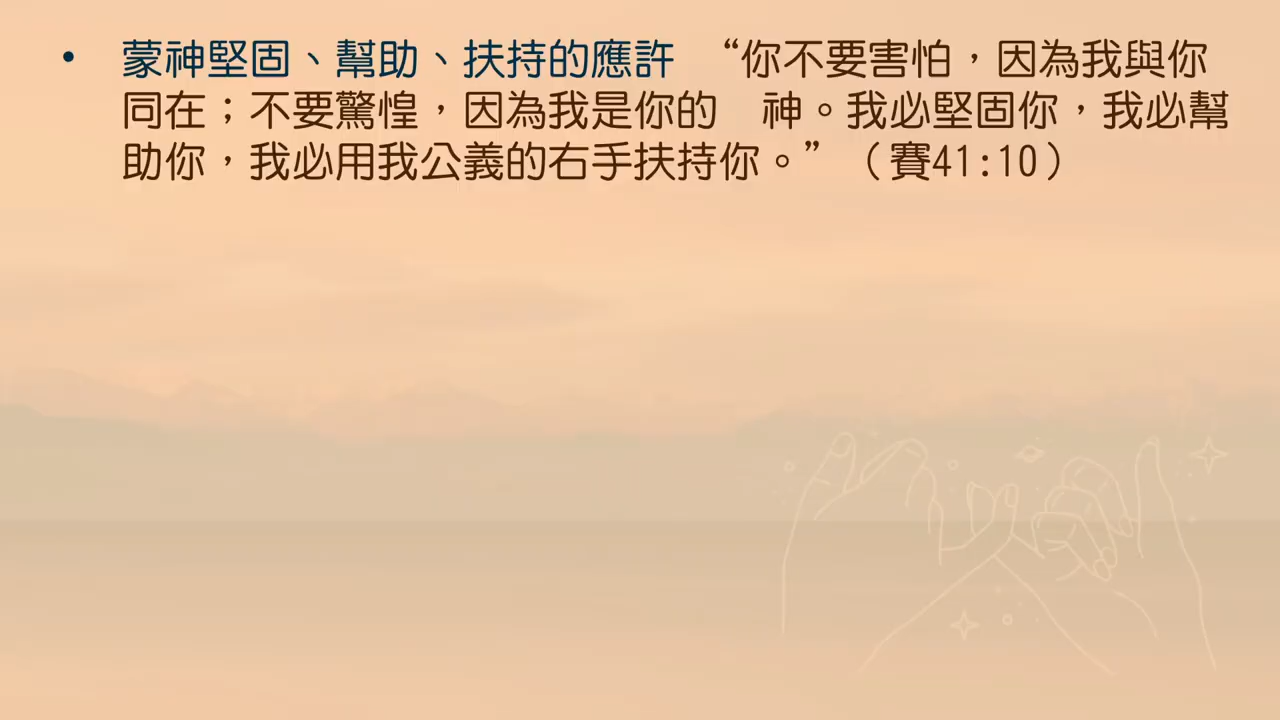 • 蒙神堅固、幫助、扶持的應許　“你不要害怕，因為我與你
同在；不要驚惶，因為我是你的　神。我必堅固你，我必幫
助你，我必用我公義的右手扶持你。”（賽41:10）